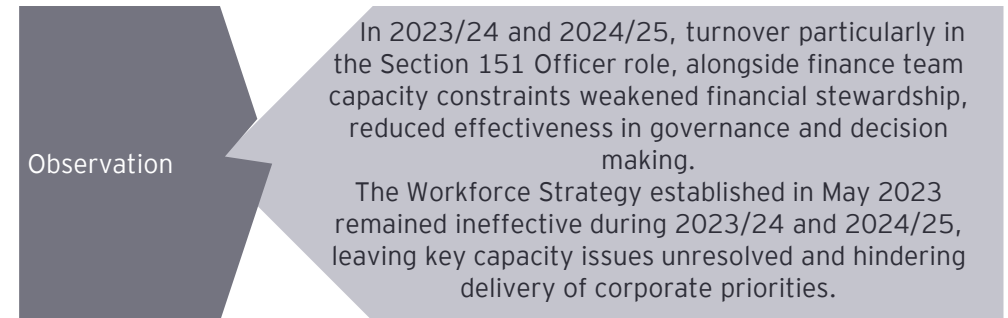 Observation
In 2023/24 and 2024/25, turnover particularly in
the Section 151 Officer role, alongside finance team
capacity constraints weakened financial stewardship,
reduced effectiveness in governance and decision
making.
The Workforce Strategy established in May 2023
remained ineffective during 2023/24 and 2024/25,
leaving key capacity issues unresolved and hindering
delivery of corporate priorities.